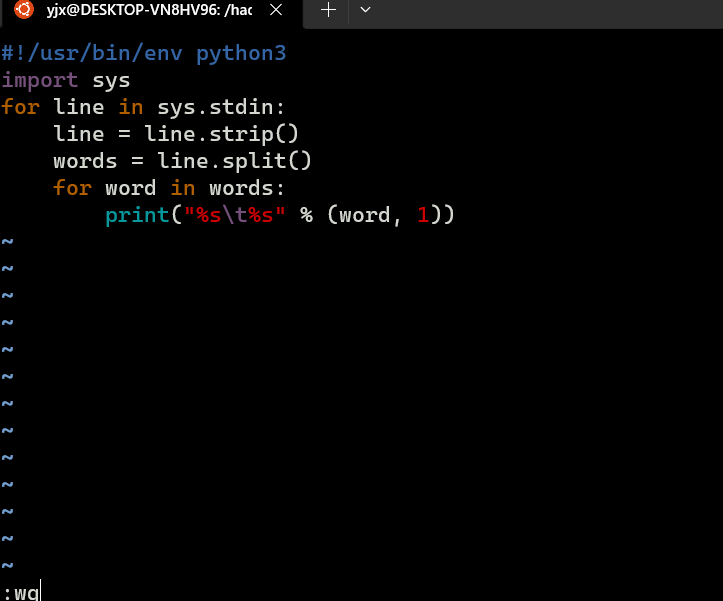 yjx@DESKTOP-VN8HV96: /hac
#!/usr/bin/env python3
import sys
for line in sys.stdin:
    line = line.strip()
    words = line.split()
    for word in words:
        print("%s\t%s" % (word, 1))
~
~
~
~
~
~
~
~
~
~
~
~
~
:wq